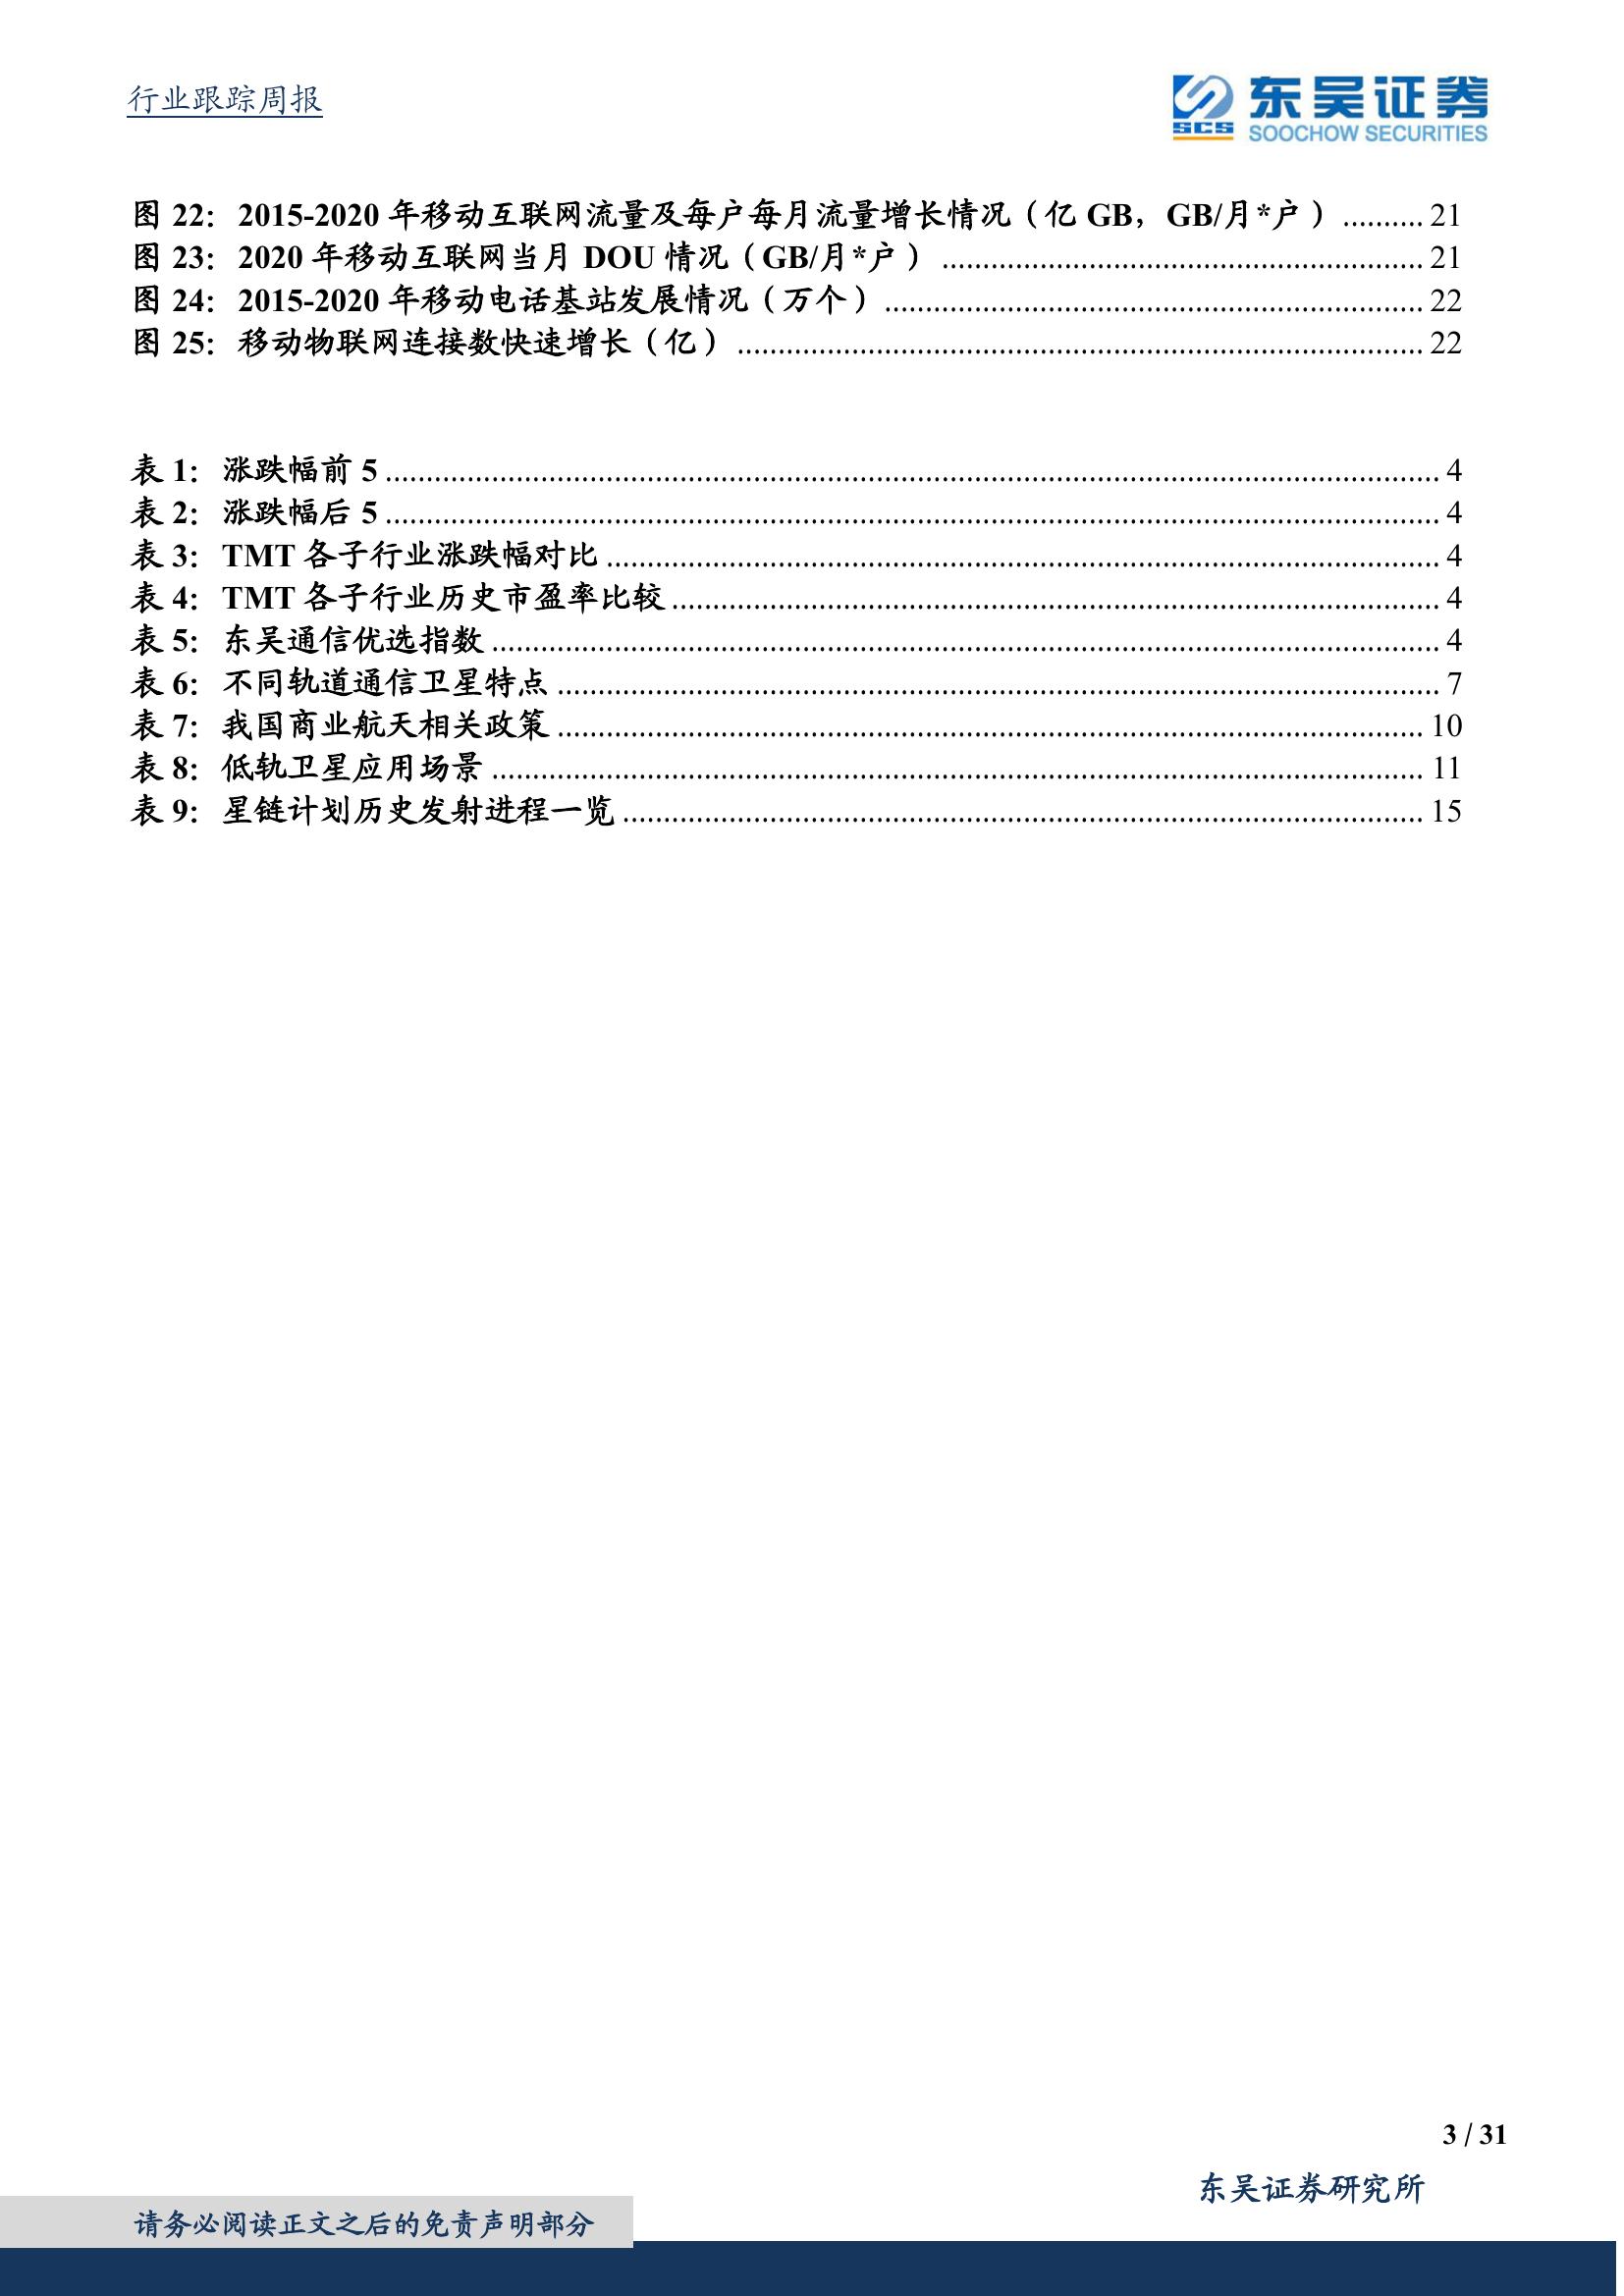 行业跟踪周报
SCS 东吴证券
SOOCHOW SECURITIES
图 22: 2015-2020 年移动互联网流量及每户每月流量增长情况（亿 GB，GB/月*户） .......... 21
图 23: 2020 年移动互联网当月 DOU 情况（GB/月*户） .......... 21
图 24: 2015-2020 年移动电话基站发展情况（万个） .......... 22
图 25: 移动物联网连接数快速增长（亿） .......... 22
表 1: 涨跌幅前 5 .......... 4
表 2: 涨跌幅后 5 .......... 4
表 3: TMT 各子行业涨跌幅对比 .......... 4
表 4: TMT 各子行业历史市盈率比较 .......... 4
表 5: 东吴通信优选指数 .......... 4
表 6: 不同轨道通信卫星特点 .......... 7
表 7: 我国商业航天相关政策 .......... 10
表 8: 低轨卫星应用场景 .......... 11
表 9: 星链计划历史发射进程一览 .......... 15
3 / 31
东吴证券研究所
请务必阅读正文之后的免责声明部分